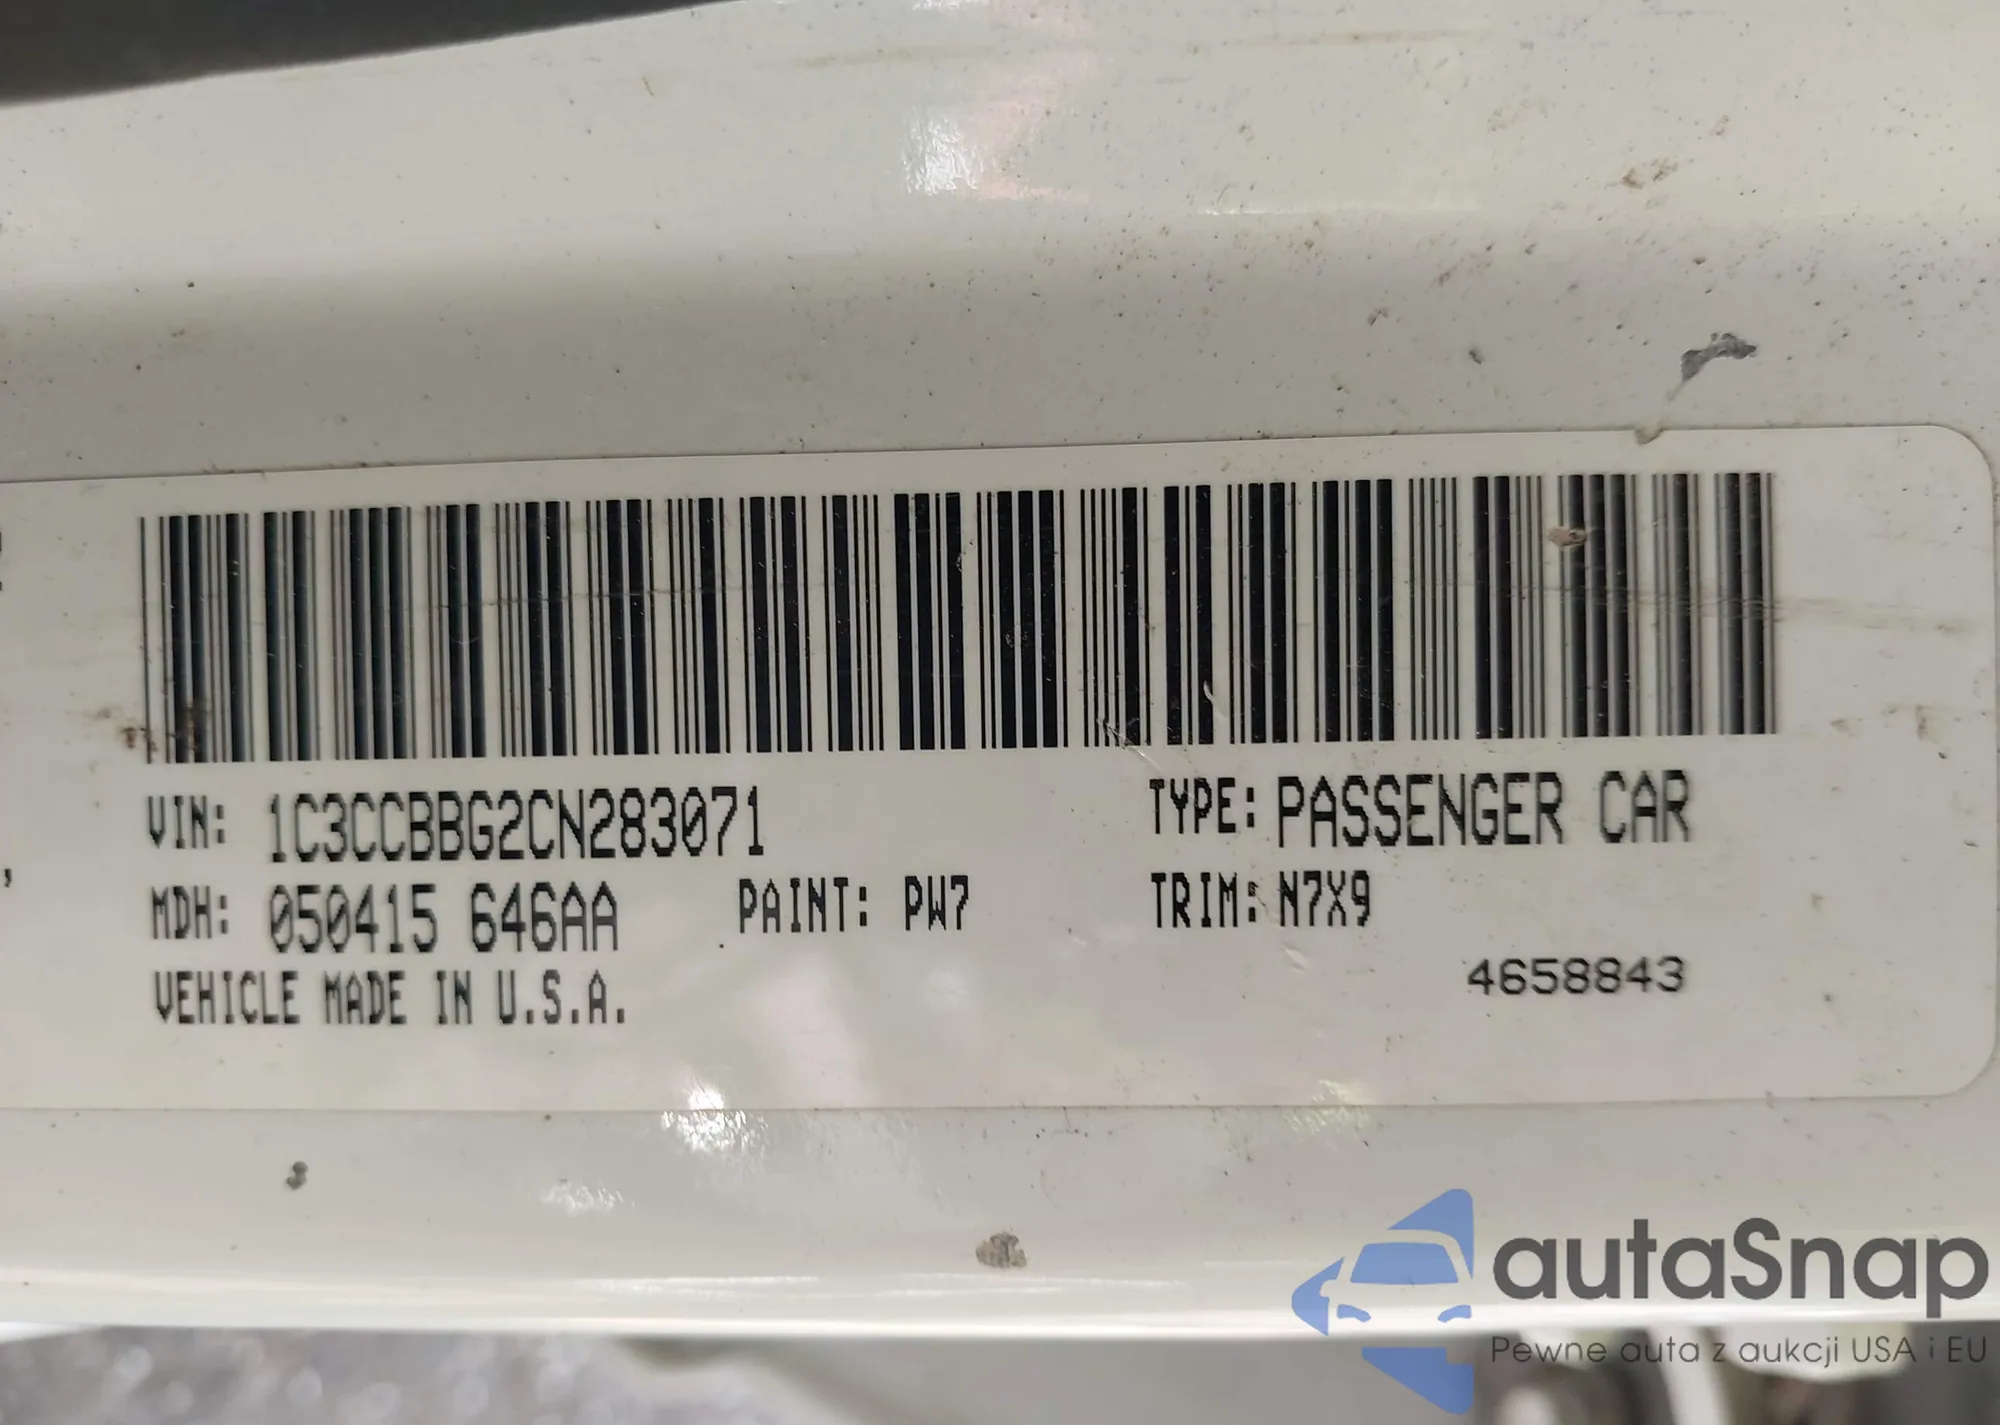 VIN: 1C3CCBBG2CN283071 TYPE: PASSENGER CAR
MDH: 050415 646AA PAINT: PW7 TRIM: N7X9
VEHICLE MADE IN U.S.A. 4658843
autaSnap
Pewne auta z aukcji USA i EU